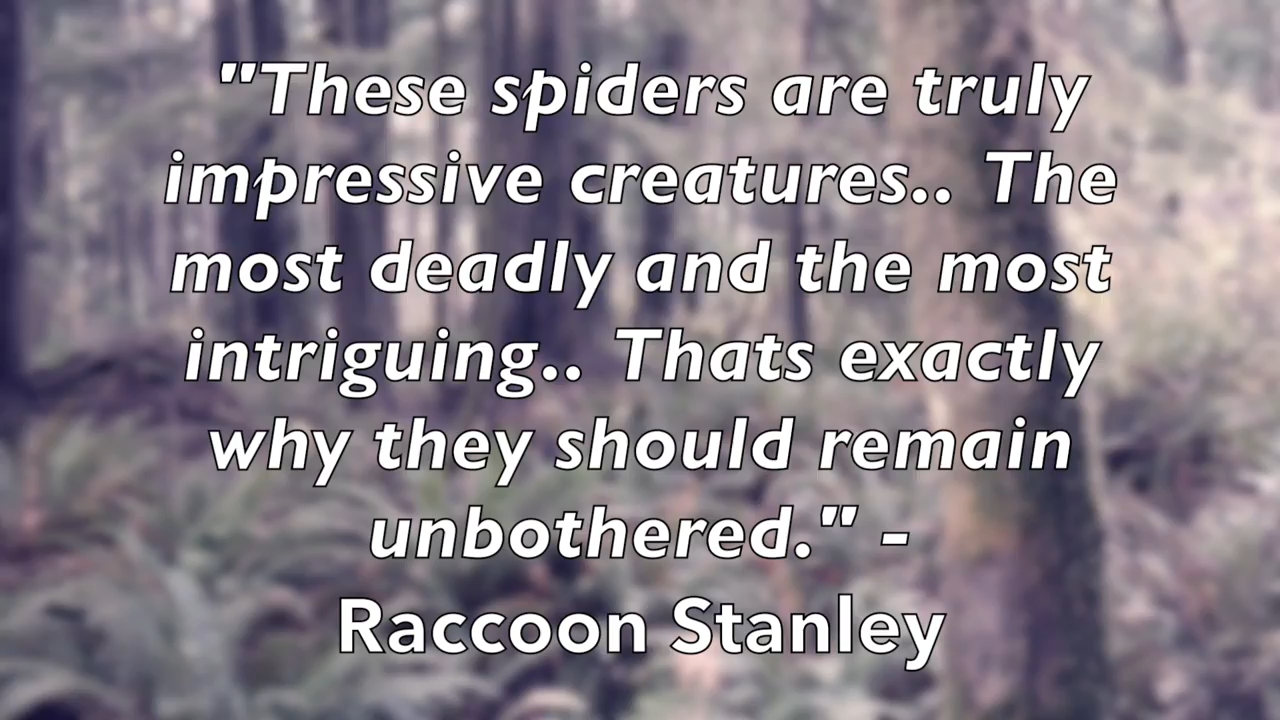 "These spiders are truly
impressive creatures.. The
most deadly and the most
intriguing.. Thats exactly
why they should remain
unbothered." -
Raccoon Stanley